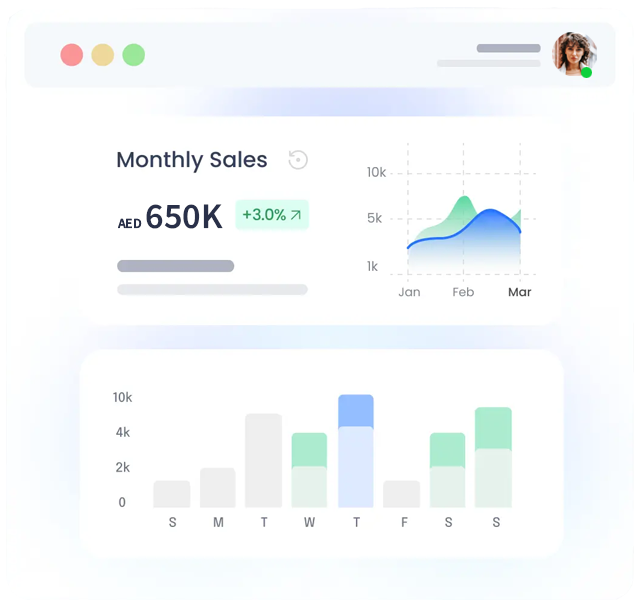 Monthly Sales
AED 650K +3.0%
10k
5k
1k
Jan Feb Mar
10k
4k
2k
0
S M T W T F S S